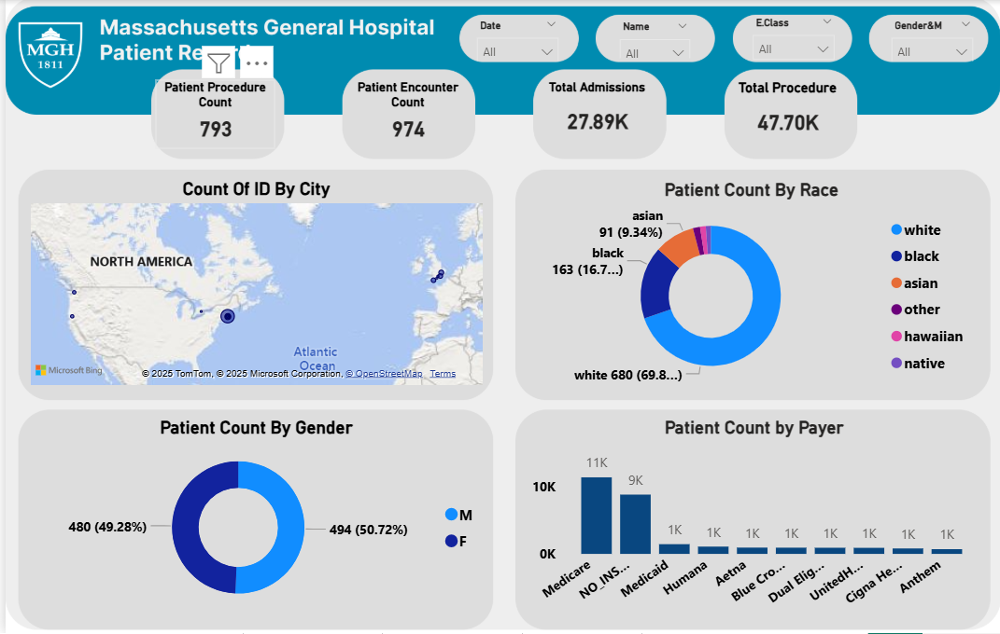 MGH
1811
Massachusetts General Hospital
Patient
Date
All
Name
All
E.Class
All
Gender&M
All
Patient Procedure
Count
793
Patient Encounter
Count
974
Total Admissions
27.89K
Total Procedure
47.70K
Count Of ID By City
NORTH AMERICA
Atlantic
Ocean
Microsoft Bing
© 2025 TomTom, © 2025 Microsoft Corporation, © OpenStreetMap Terms
Patient Count By Race
asian
91 (9.34%)
black
163 (16.7...)
white 680 (69.8...)
white
black
asian
other
hawaiian
native
Patient Count By Gender
480 (49.28%)
494 (50.72%)
M
F
Patient Count by Payer
10K
0K
11K
9K
1K
1K
1K
1K
1K
1K
1K
1K
Medicare
NO_INS...
Medicaid
Humana
Aetna
Blue Cro...
Dual Elig...
UnitedH...
Cigna He...
Anthem